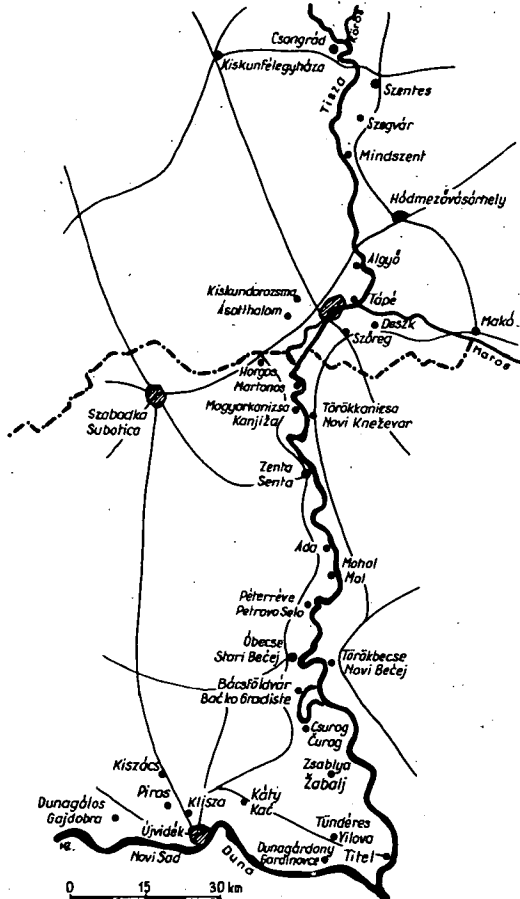 Csongrád
Körös
Kiskunfélegyháza
Tisza
Szentes
Szegvár
Mindszent
Hódmezővásárhely
Algyő
Kiskundorozsma
Ásotthalom
Tápé
Deszk
Makó
Szőreg
Maros
Horgos
Martonos
Szabadka
Subotica
Magyarkanizsa
Kanjiža
Törökkanizsa
Novi Kneževar
Zenta
Senta
Ada
Mohol
Mol
Péterréve
Petrovo Selo
Óbecse
Stari Bečej
Törökbecse
Novi Bečej
Bácsföldvár
Bačko Gradište
Csurog
Čurog
Zsablya
Žabalj
Kiszács
Piros
Klisza
Káty
Kać
Dunagálos
Gajdobra
Újvidék
Novi Sad
Duna
Tündéres
Vilova
Dunagárdony
Gardinovce
Titel
0 15 30 km